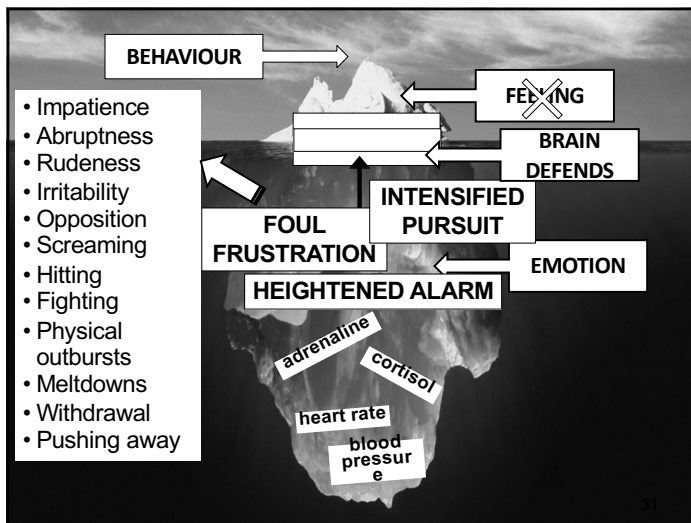 BEHAVIOUR
FEELING
BRAIN
DEFENDS
• Impatience
• Abruptness
• Rudeness
• Irritability
• Opposition
• Screaming
• Hitting
• Fighting
• Physical
outbursts
• Meltdowns
• Withdrawal
• Pushing away
INTENSIFIED
PURSUIT
FOUL
FRUSTRATION
EMOTION
HEIGHTENED ALARM
adrenaline
cortisol
heart rate
blood
pressur
e
31